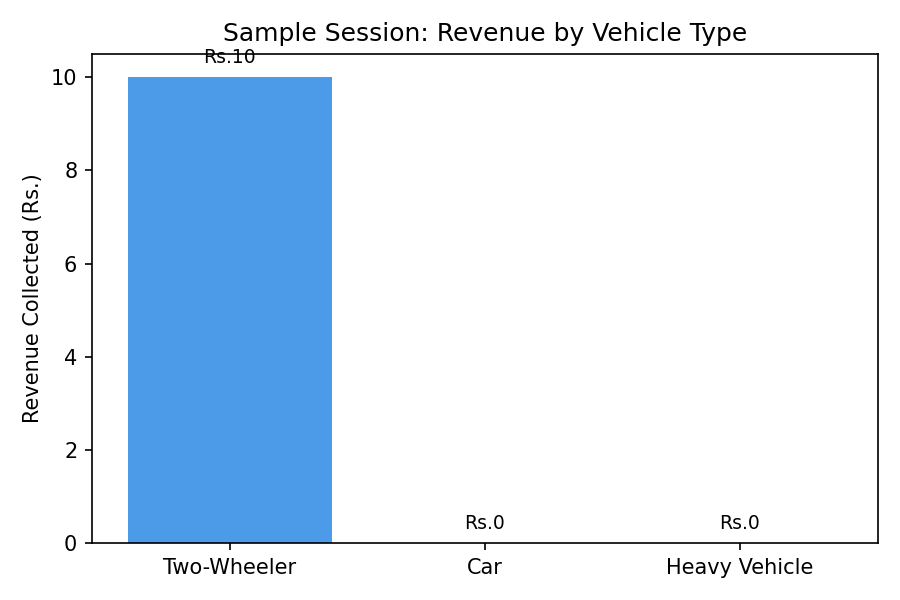 Sample Session: Revenue by Vehicle Type
Rs.10
10
8
6
4
2
0
Revenue Collected (Rs.)
Rs.0
Rs.0
Two-Wheeler
Car
Heavy Vehicle